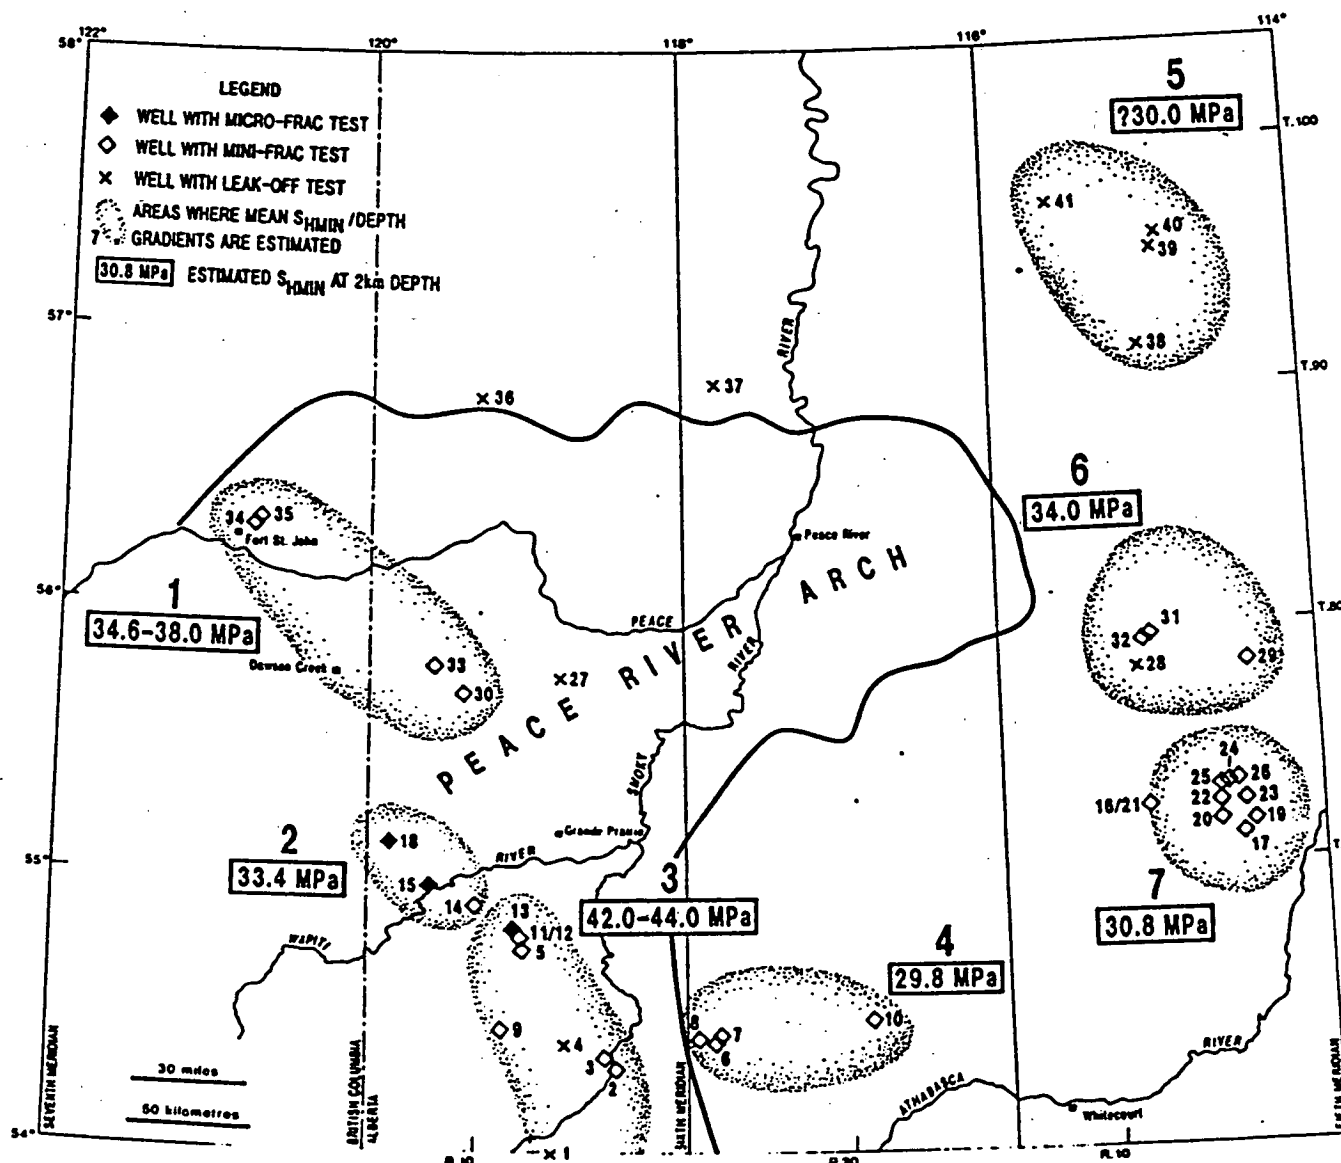 122°
120°
118°
116°
114°
58°
LEGEND
WELL WITH MICRO-FRAC TEST
WELL WITH MINI-FRAC TEST
WELL WITH LEAK-OFF TEST
AREAS WHERE MEAN SHMIN/DEPTH
7 GRADIENTS ARE ESTIMATED
30.8 MPa ESTIMATED SHMIN AT 2km DEPTH
5
?30.0 MPa
T.100
41
40
39
38
57°
RIVER
T.90
36
37
6
34.0 MPa
34
35
Fort St. John
Peace River
56°
1
34.6-38.0 MPa
PEACE
RIVER
PEACE RIVER ARCH
T.80
31
32
28
29
Dawson Creek
33
30
27
SMOKY
24
25
26
22
23
16/21
20
19
17
Grande Prairie
55°
2
33.4 MPa
18
RIVER
15
14
WAPITI
3
42.0-44.0 MPa
13
11/12
5
7
30.8 MPa
4
29.8 MPa
9
4
3
2
8
7
6
10
SEVENTH MERIDIAN
BRITISH COLUMBIA
ALBERTA
SIXTH MERIDIAN
FIFTH MERIDIAN
30 miles
50 kilometres
ATHABASCA
RIVER
Whitecourt
54°
1
R.10